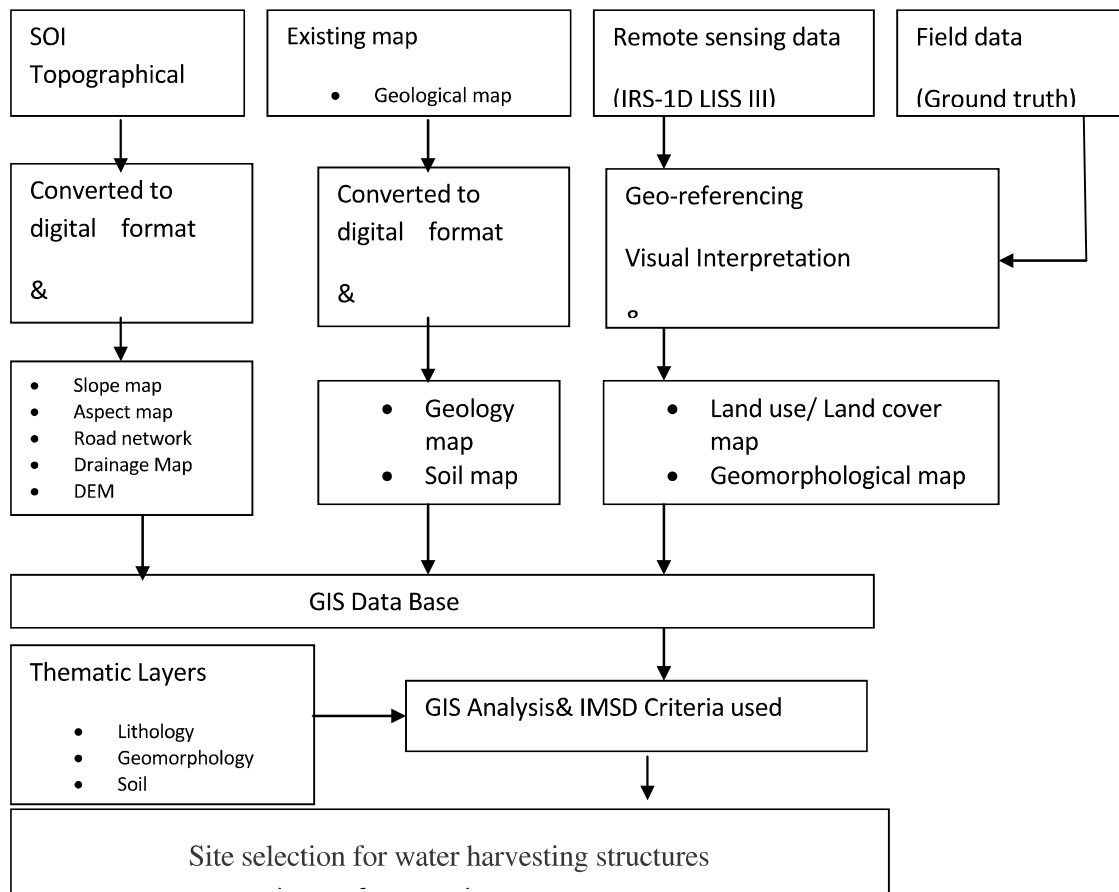 SOI
Topographical
Existing map
• Geological map
Remote sensing data
(IRS-1D LISS III)
Field data
(Ground truth)
Converted to
digital format
&
Converted to
digital format
&
Geo-referencing
Visual Interpretation
• Slope map
• Aspect map
• Road network
• Drainage Map
• DEM
• Geology
map
• Soil map
• Land use/ Land cover
map
• Geomorphological map
GIS Data Base
Thematic Layers
• Lithology
• Geomorphology
• Soil
GIS Analysis& IMSD Criteria used
Site selection for water harvesting structures